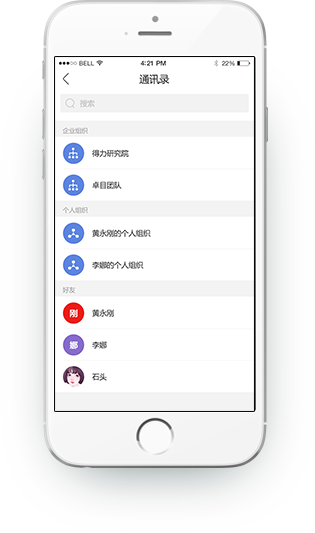 BELL 4:21 PM 22%
通讯录
搜索
企业组织
得力研究院
卓目团队
个人组织
黄永刚的个人组织
李娜的个人组织
好友
刚 黄永刚
娜 李娜
石头